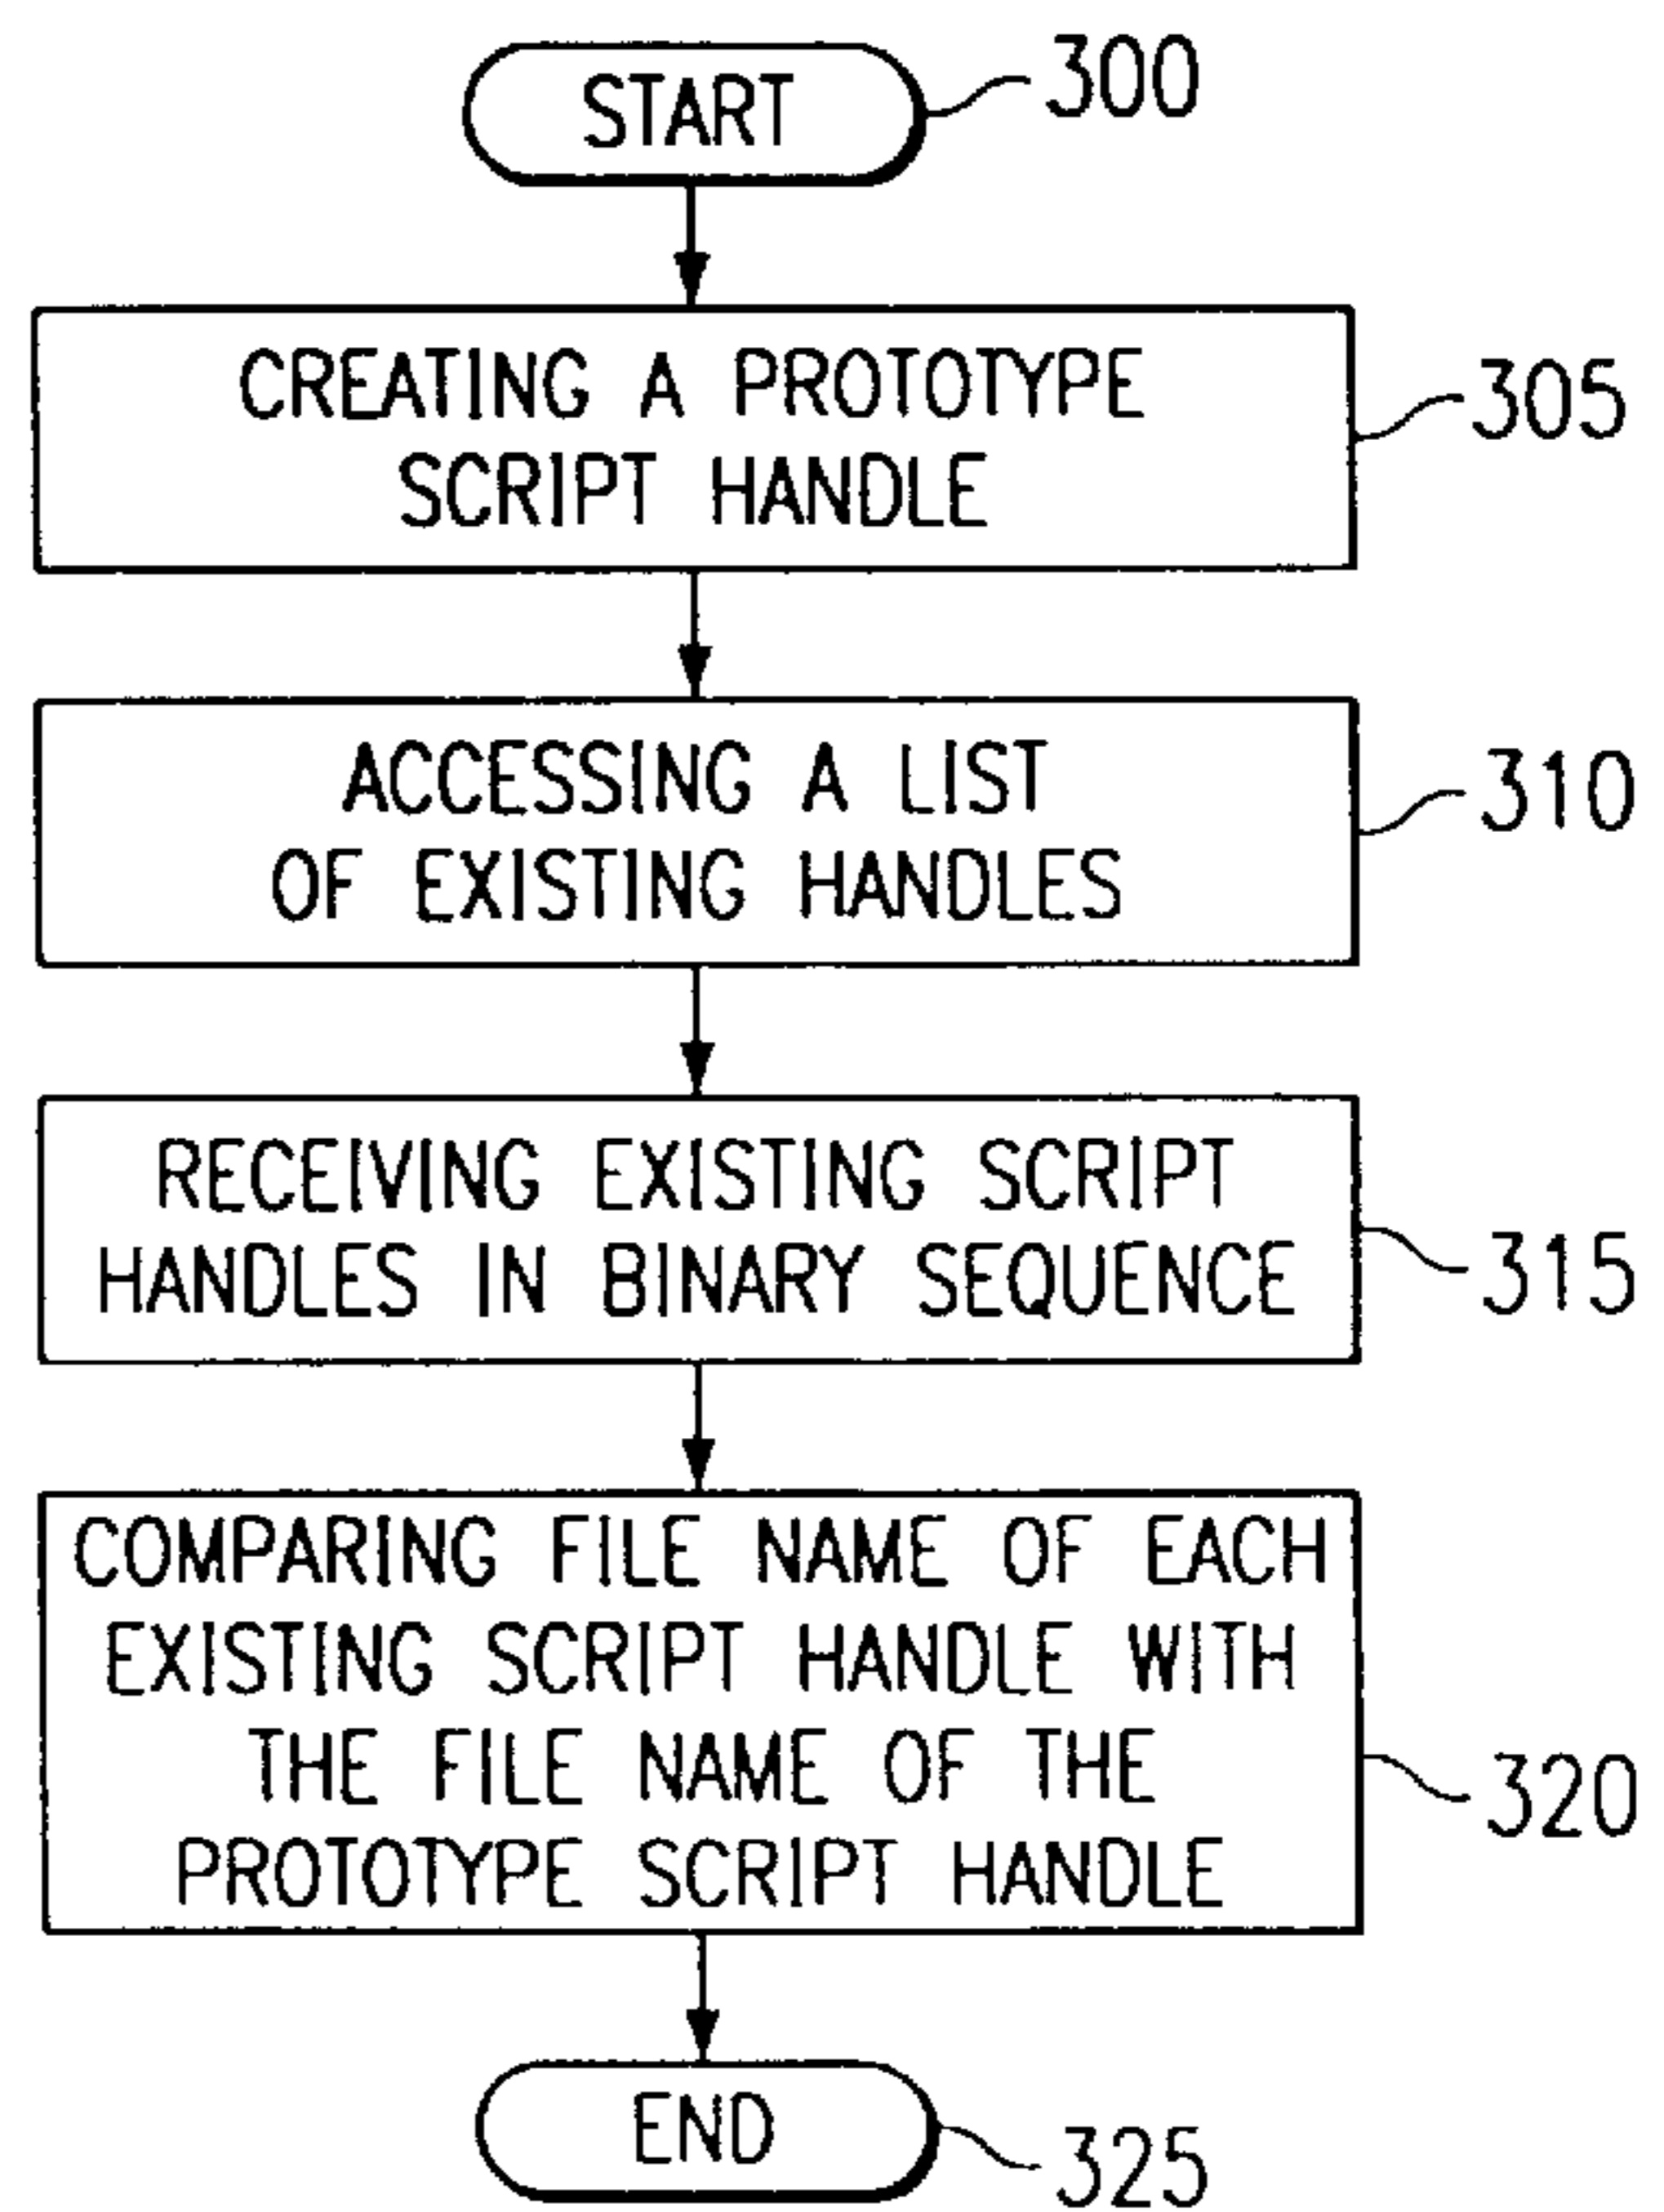 START
300
CREATING A PROTOTYPE
SCRIPT HANDLE
305
ACCESSING A LIST
OF EXISTING HANDLES
310
RECEIVING EXISTING SCRIPT
HANDLES IN BINARY SEQUENCE
315
COMPARING FILE NAME OF EACH
EXISTING SCRIPT HANDLE WITH
THE FILE NAME OF THE
PROTOTYPE SCRIPT HANDLE
320
END
325